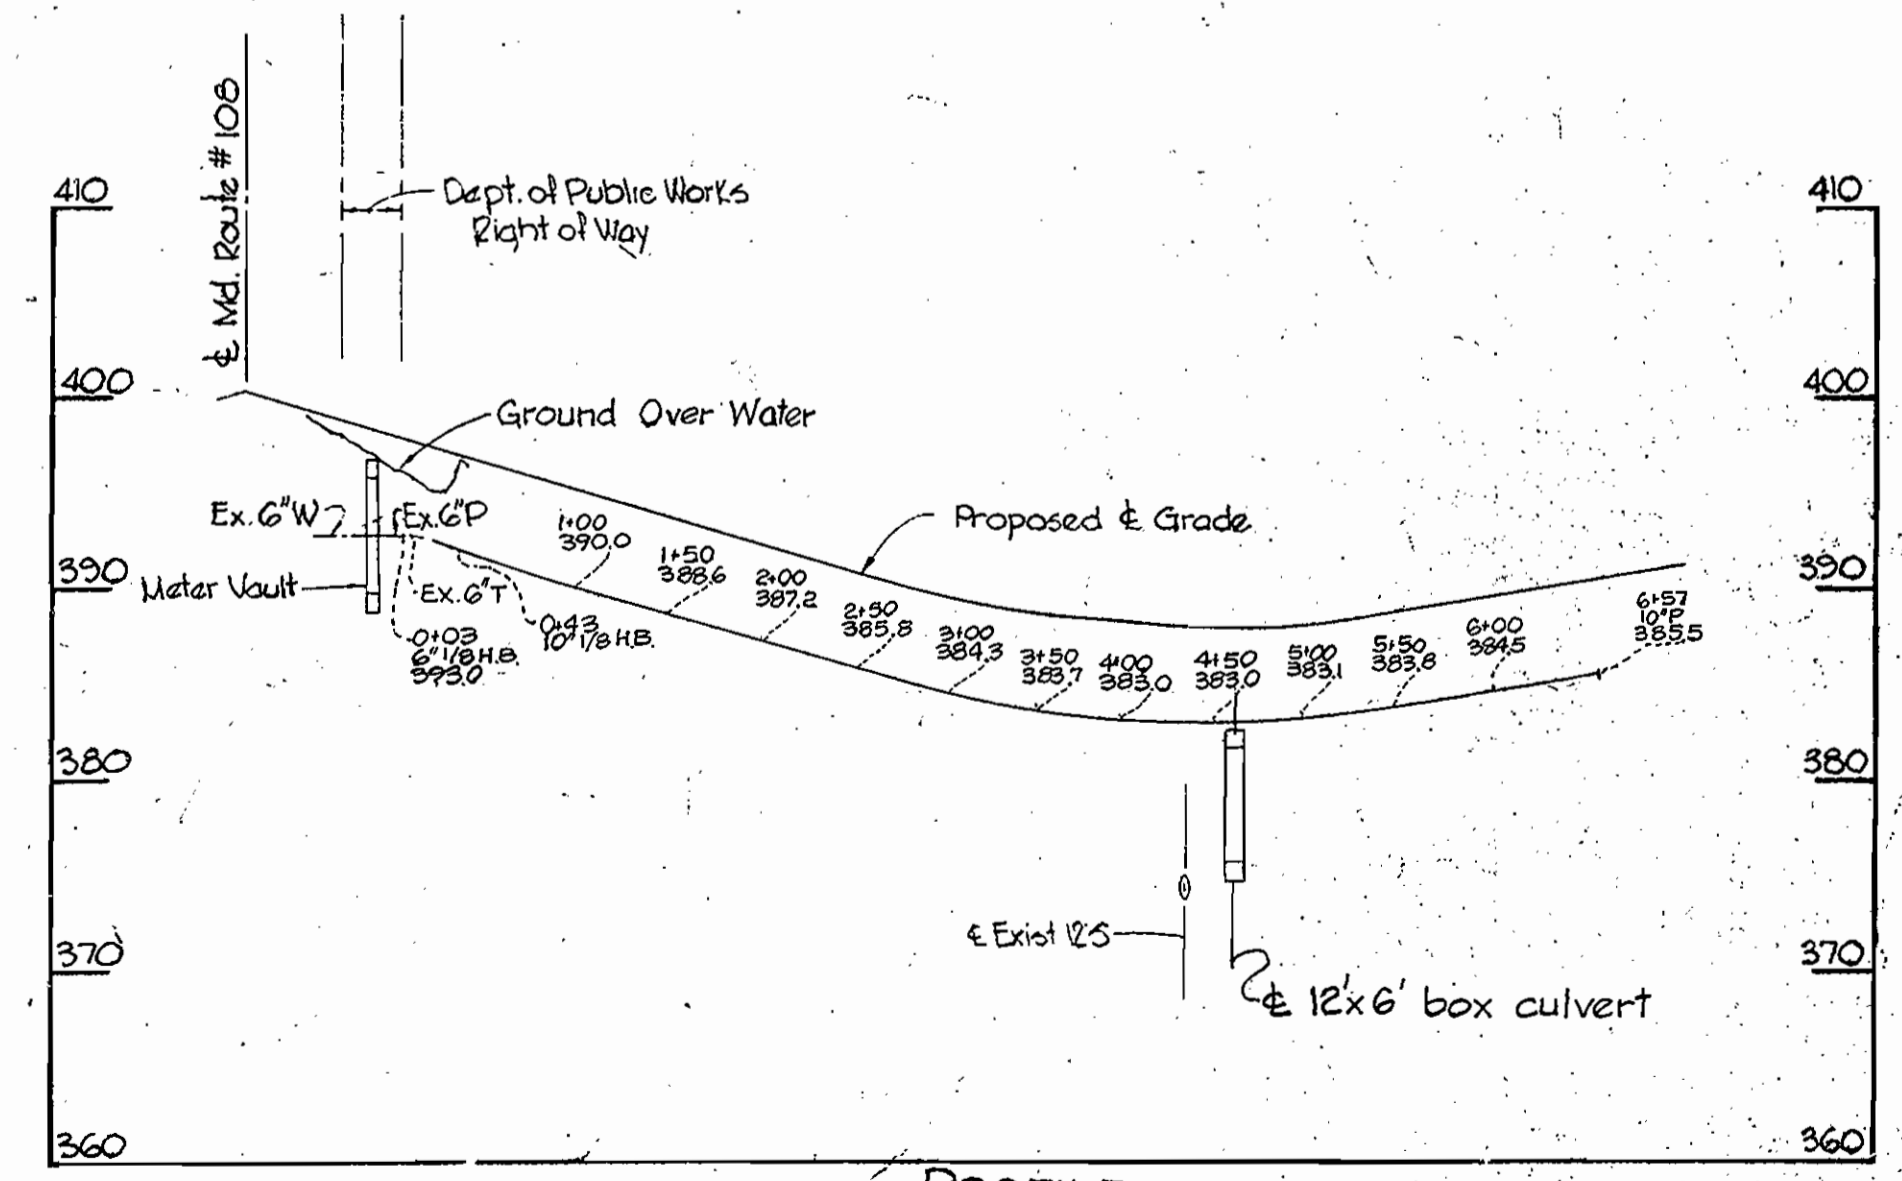 ℄ Md. Route #108
Dept. of Public Works
Right of Way
410
410
400
400
Ground Over Water
Ex. 6"W
Ex. 6"P
Proposed ℄ Grade
390
390
Meter Vault
Ex. 6"T
0+03
6" 1/8 H.B.
393.0
0+43
10" 1/8 H.B.
1+00
390.0
1+50
388.6
2+00
387.2
2+50
385.8
3+00
384.3
3+50
383.7
4+00
383.0
4+50
383.0
5+00
383.1
5+50
383.8
6+00
384.5
6+57
10"P
385.5
380
380
℄ Exist 12"S
370
370
℄ 12'x6' box culvert
360
360